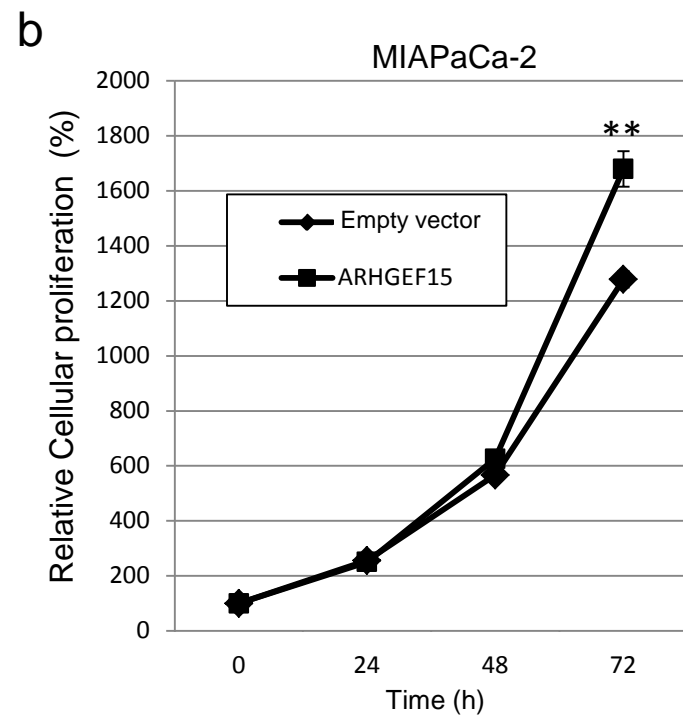 b
MIAPaCa-2
Relative Cellular proliferation (%)
2000
1800
1600
1400
1200
1000
800
600
400
200
0
**
Empty vector
ARHGEF15
0 24 48 72
Time (h)